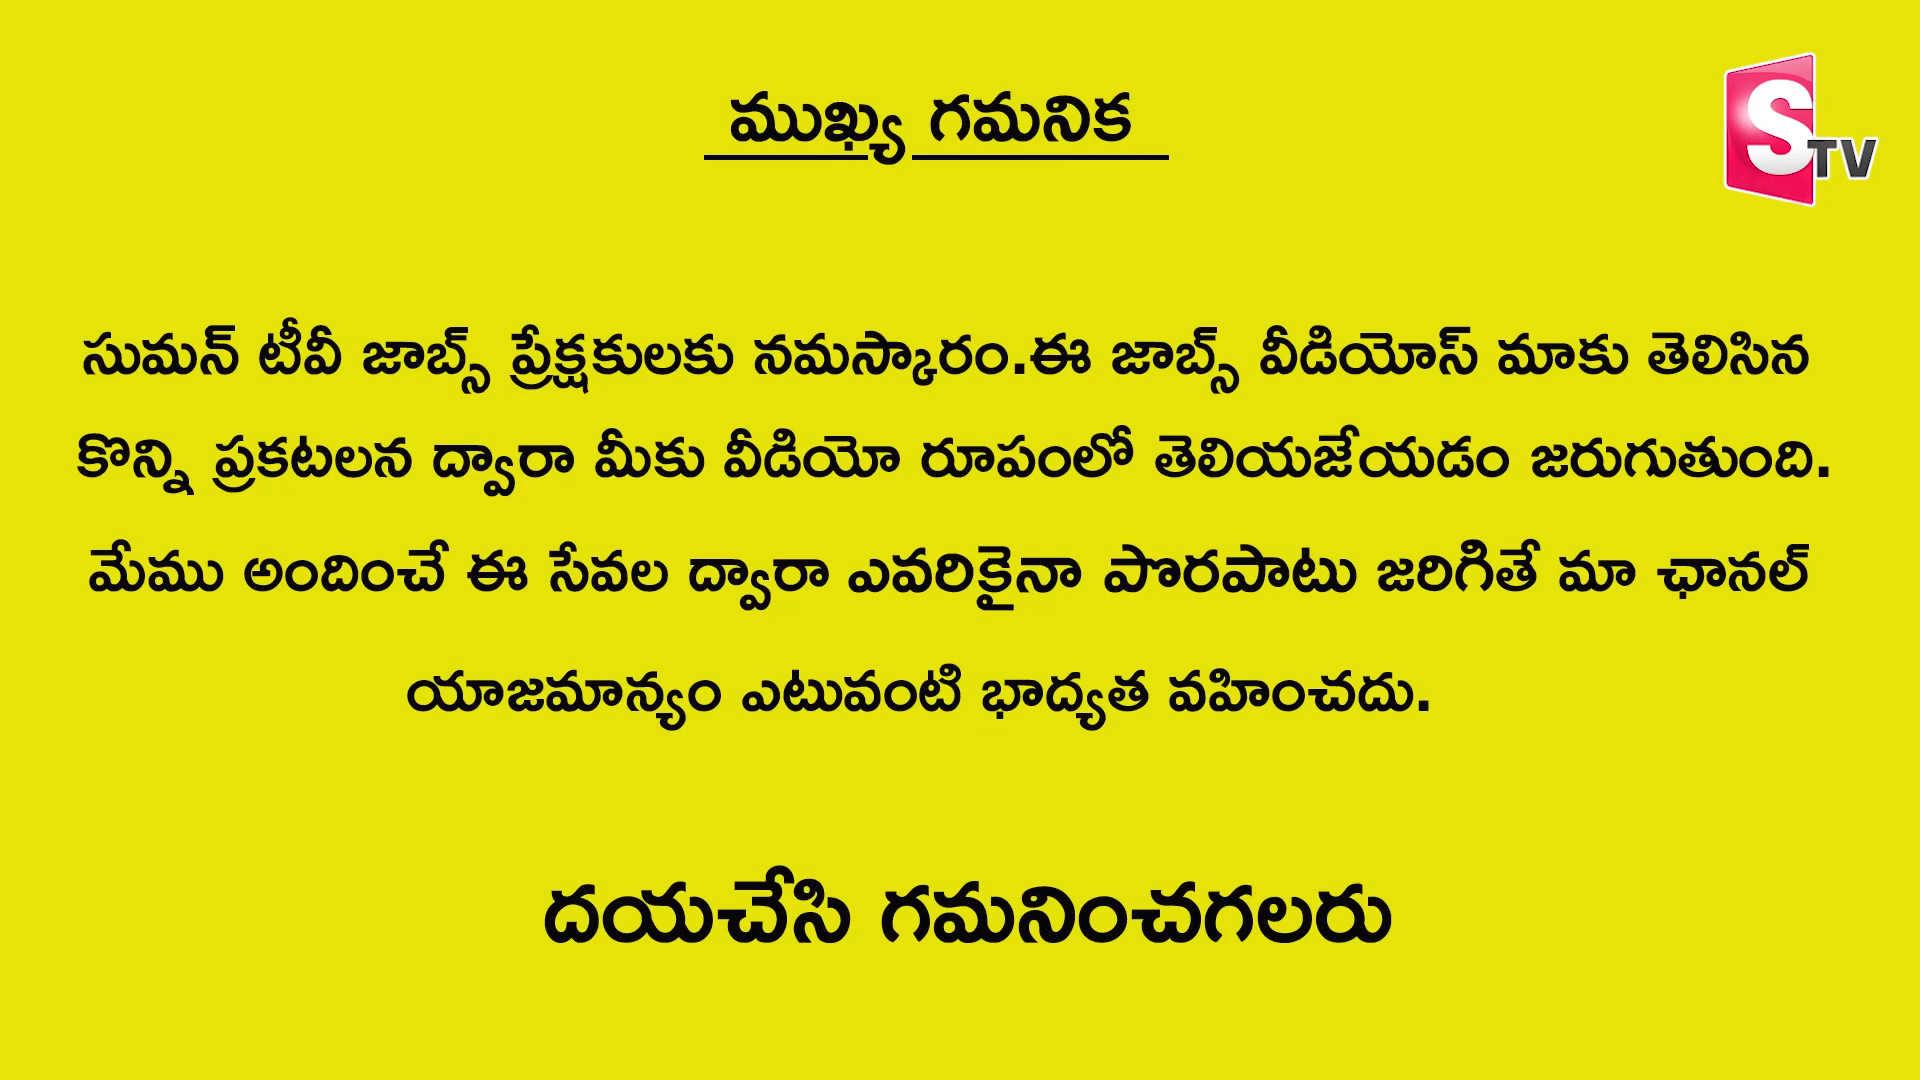 ముఖ్య గమనిక
STV
సుమన్ టీవీ జాబ్స్ ప్రేక్షకులకు నమస్కారం.ఈ జాబ్స్ వీడియోస్ మాకు తెలిసిన
కొన్ని ప్రకటలన ద్వారా మీకు వీడియో రూపంలో తెలియజేయడం జరుగుతుంది.
మేము అందించే ఈ సేవల ద్వారా ఎవరికైనా పొరపాటు జరిగితే మా ఛానల్
యాజమాన్యం ఎటువంటి భాద్యత వహించదు.
దయచేసి గమనించగలరు